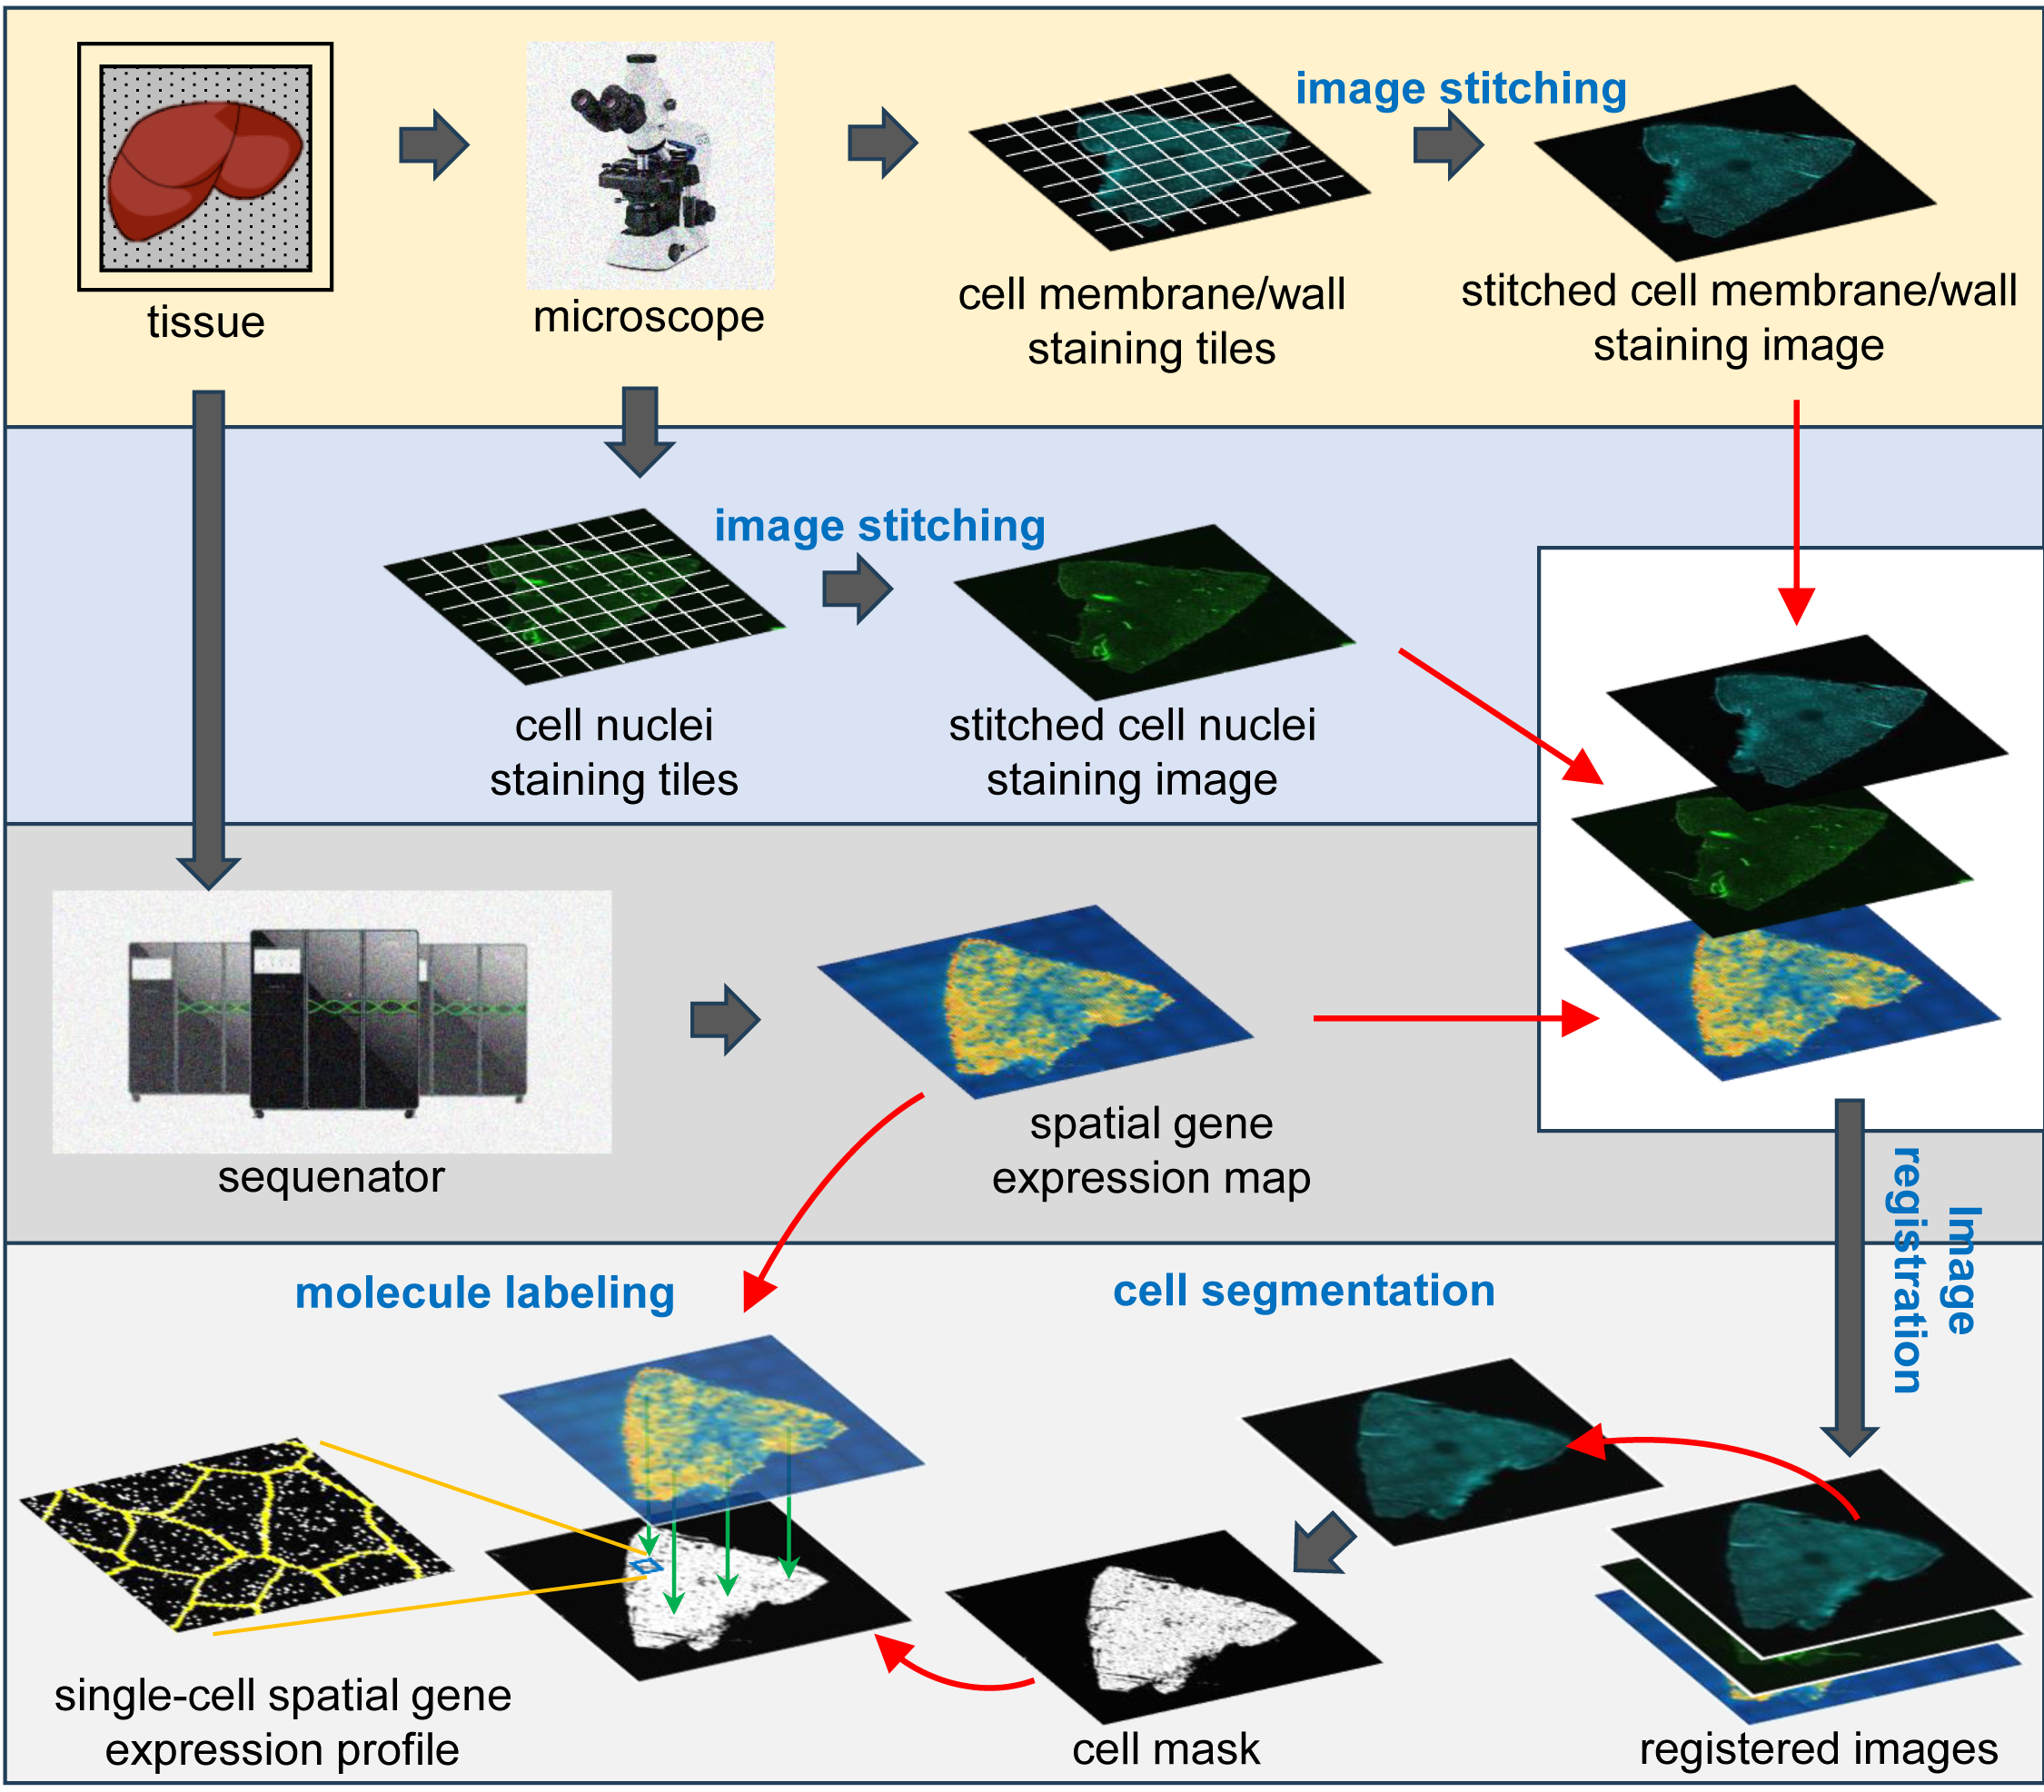 image stitching
tissue
microscope
cell membrane/wall
staining tiles
stitched cell membrane/wall
staining image
image stitching
cell nuclei
staining tiles
stitched cell nuclei
staining image
sequenator
spatial gene
expression map
Image
registration
molecule labeling
cell segmentation
single-cell spatial gene
expression profile
cell mask
registered images